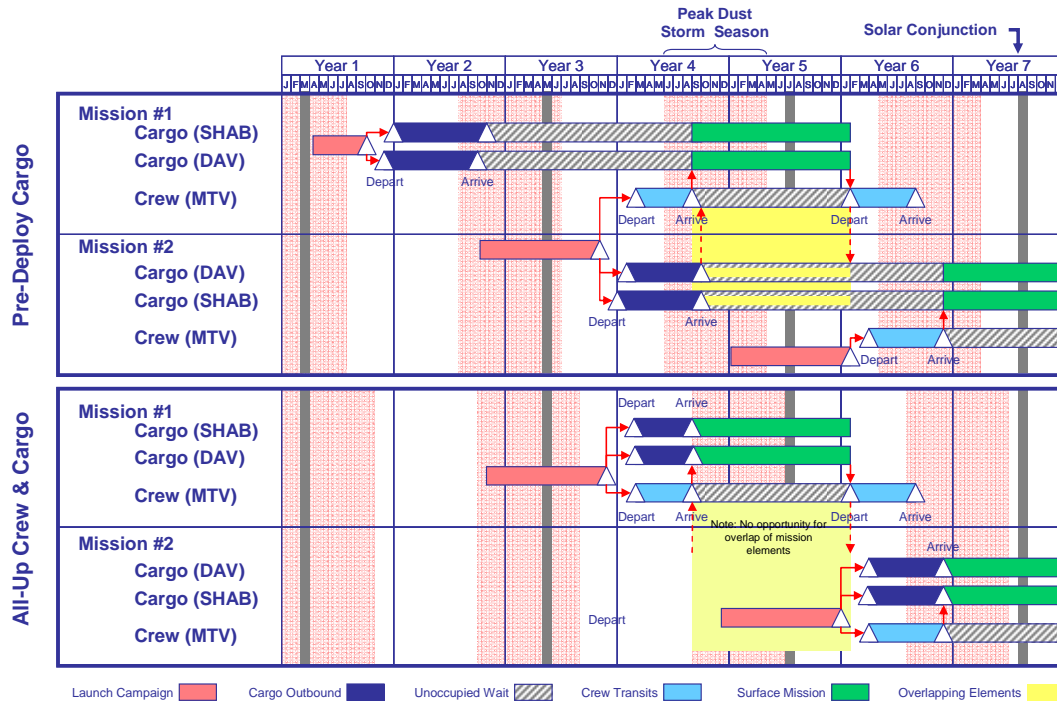 Peak Dust
Storm Season
Solar Conjunction
Year 1 Year 2 Year 3 Year 4 Year 5 Year 6 Year 7
J F M A M J J A S O N D J F M A M J J A S O N D J F M A M J J A S O N D J F M A M J J A S O N D J F M A M J J A S O N D J F M A M J J A S O N D J F M A M J J A S O N D
Pre-Deploy Cargo
Mission #1
Cargo (SHAB)
Cargo (DAV)
Depart Arrive
Crew (MTV)
Depart Arrive Depart Arrive
Mission #2
Cargo (DAV)
Cargo (SHAB)
Depart Arrive
Crew (MTV)
Depart Arrive
All-Up Crew & Cargo
Mission #1
Depart Arrive
Cargo (SHAB)
Cargo (DAV)
Crew (MTV)
Depart Arrive Depart Arrive
Note: No opportunity for
overlap of mission
elements
Mission #2
Arrive
Cargo (DAV)
Cargo (SHAB)
Depart
Crew (MTV)
Launch Campaign Cargo Outbound Unoccupied Wait Crew Transits Surface Mission Overlapping Elements